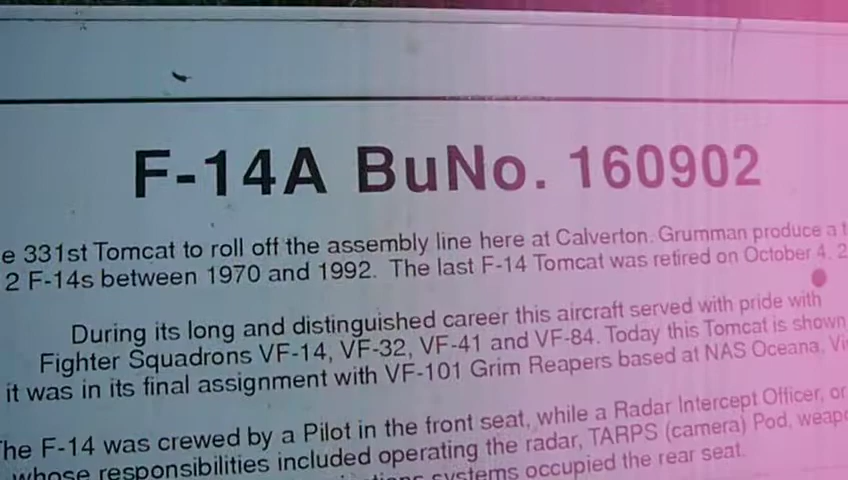 F-14A BuNo. 160902
e 331st Tomcat to roll off the assembly line here at Calverton. Grumman produce a t
2 F-14s between 1970 and 1992. The last F-14 Tomcat was retired on October 4, 2
During its long and distinguished career this aircraft served with pride with
Fighter Squadrons VF-14, VF-32, VF-41 and VF-84. Today this Tomcat is shown
it was in its final assignment with VF-101 Grim Reapers based at NAS Oceana, Vi
he F-14 was crewed by a Pilot in the front seat, while a Radar Intercept Officer, or
whose responsibilities included operating the radar, TARPS (camera) Pod, weapo
systems occupied the rear seat.